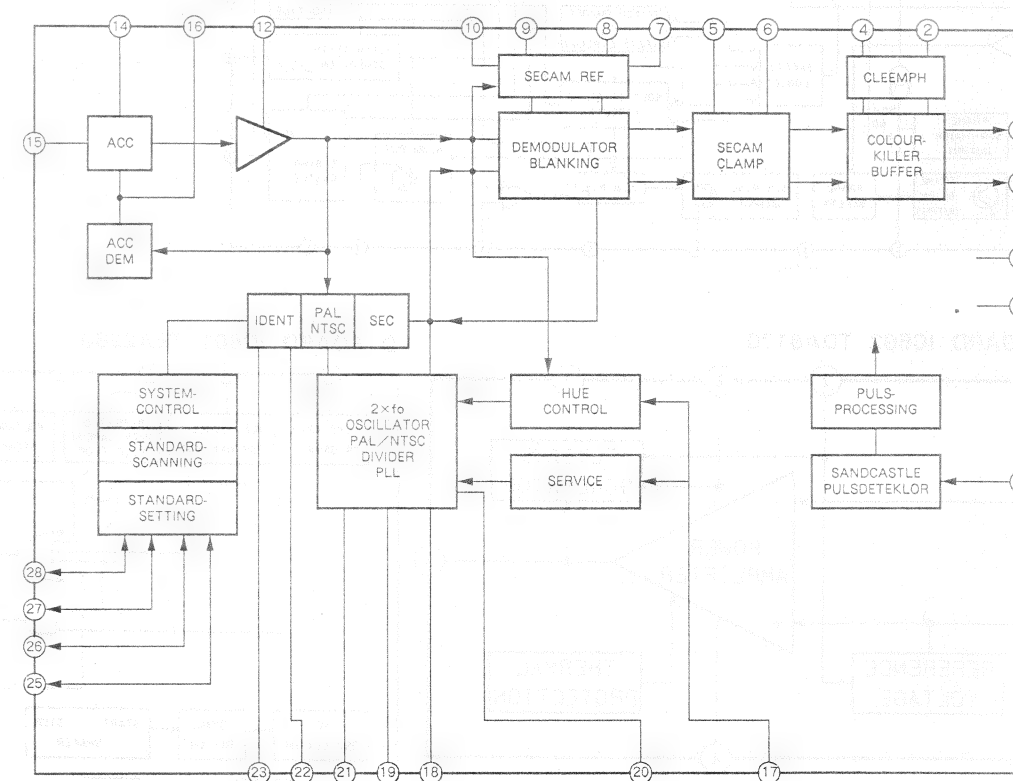 14
16
12
10
9
8
7
5
6
4
2
SECAM REF
CLEEMPH
15
ACC
DEMODULATOR
BLANKING
SECAM
CLAMP
COLOUR-
KILLER
BUFFER
ACC
DEM
IDENT
PAL
NTSC
SEC
SYSTEM-
CONTROL
STANDARD-
SCANNING
STANDARD-
SETTING
2×fo
OSCILLATOR
PAL/NTSC
DIVIDER
PLL
HUE
CONTROL
SERVICE
PULS-
PROCESSING
SANDCASTLE
PULSDETEKLOR
28
27
26
25
23
22
21
19
18
20
17